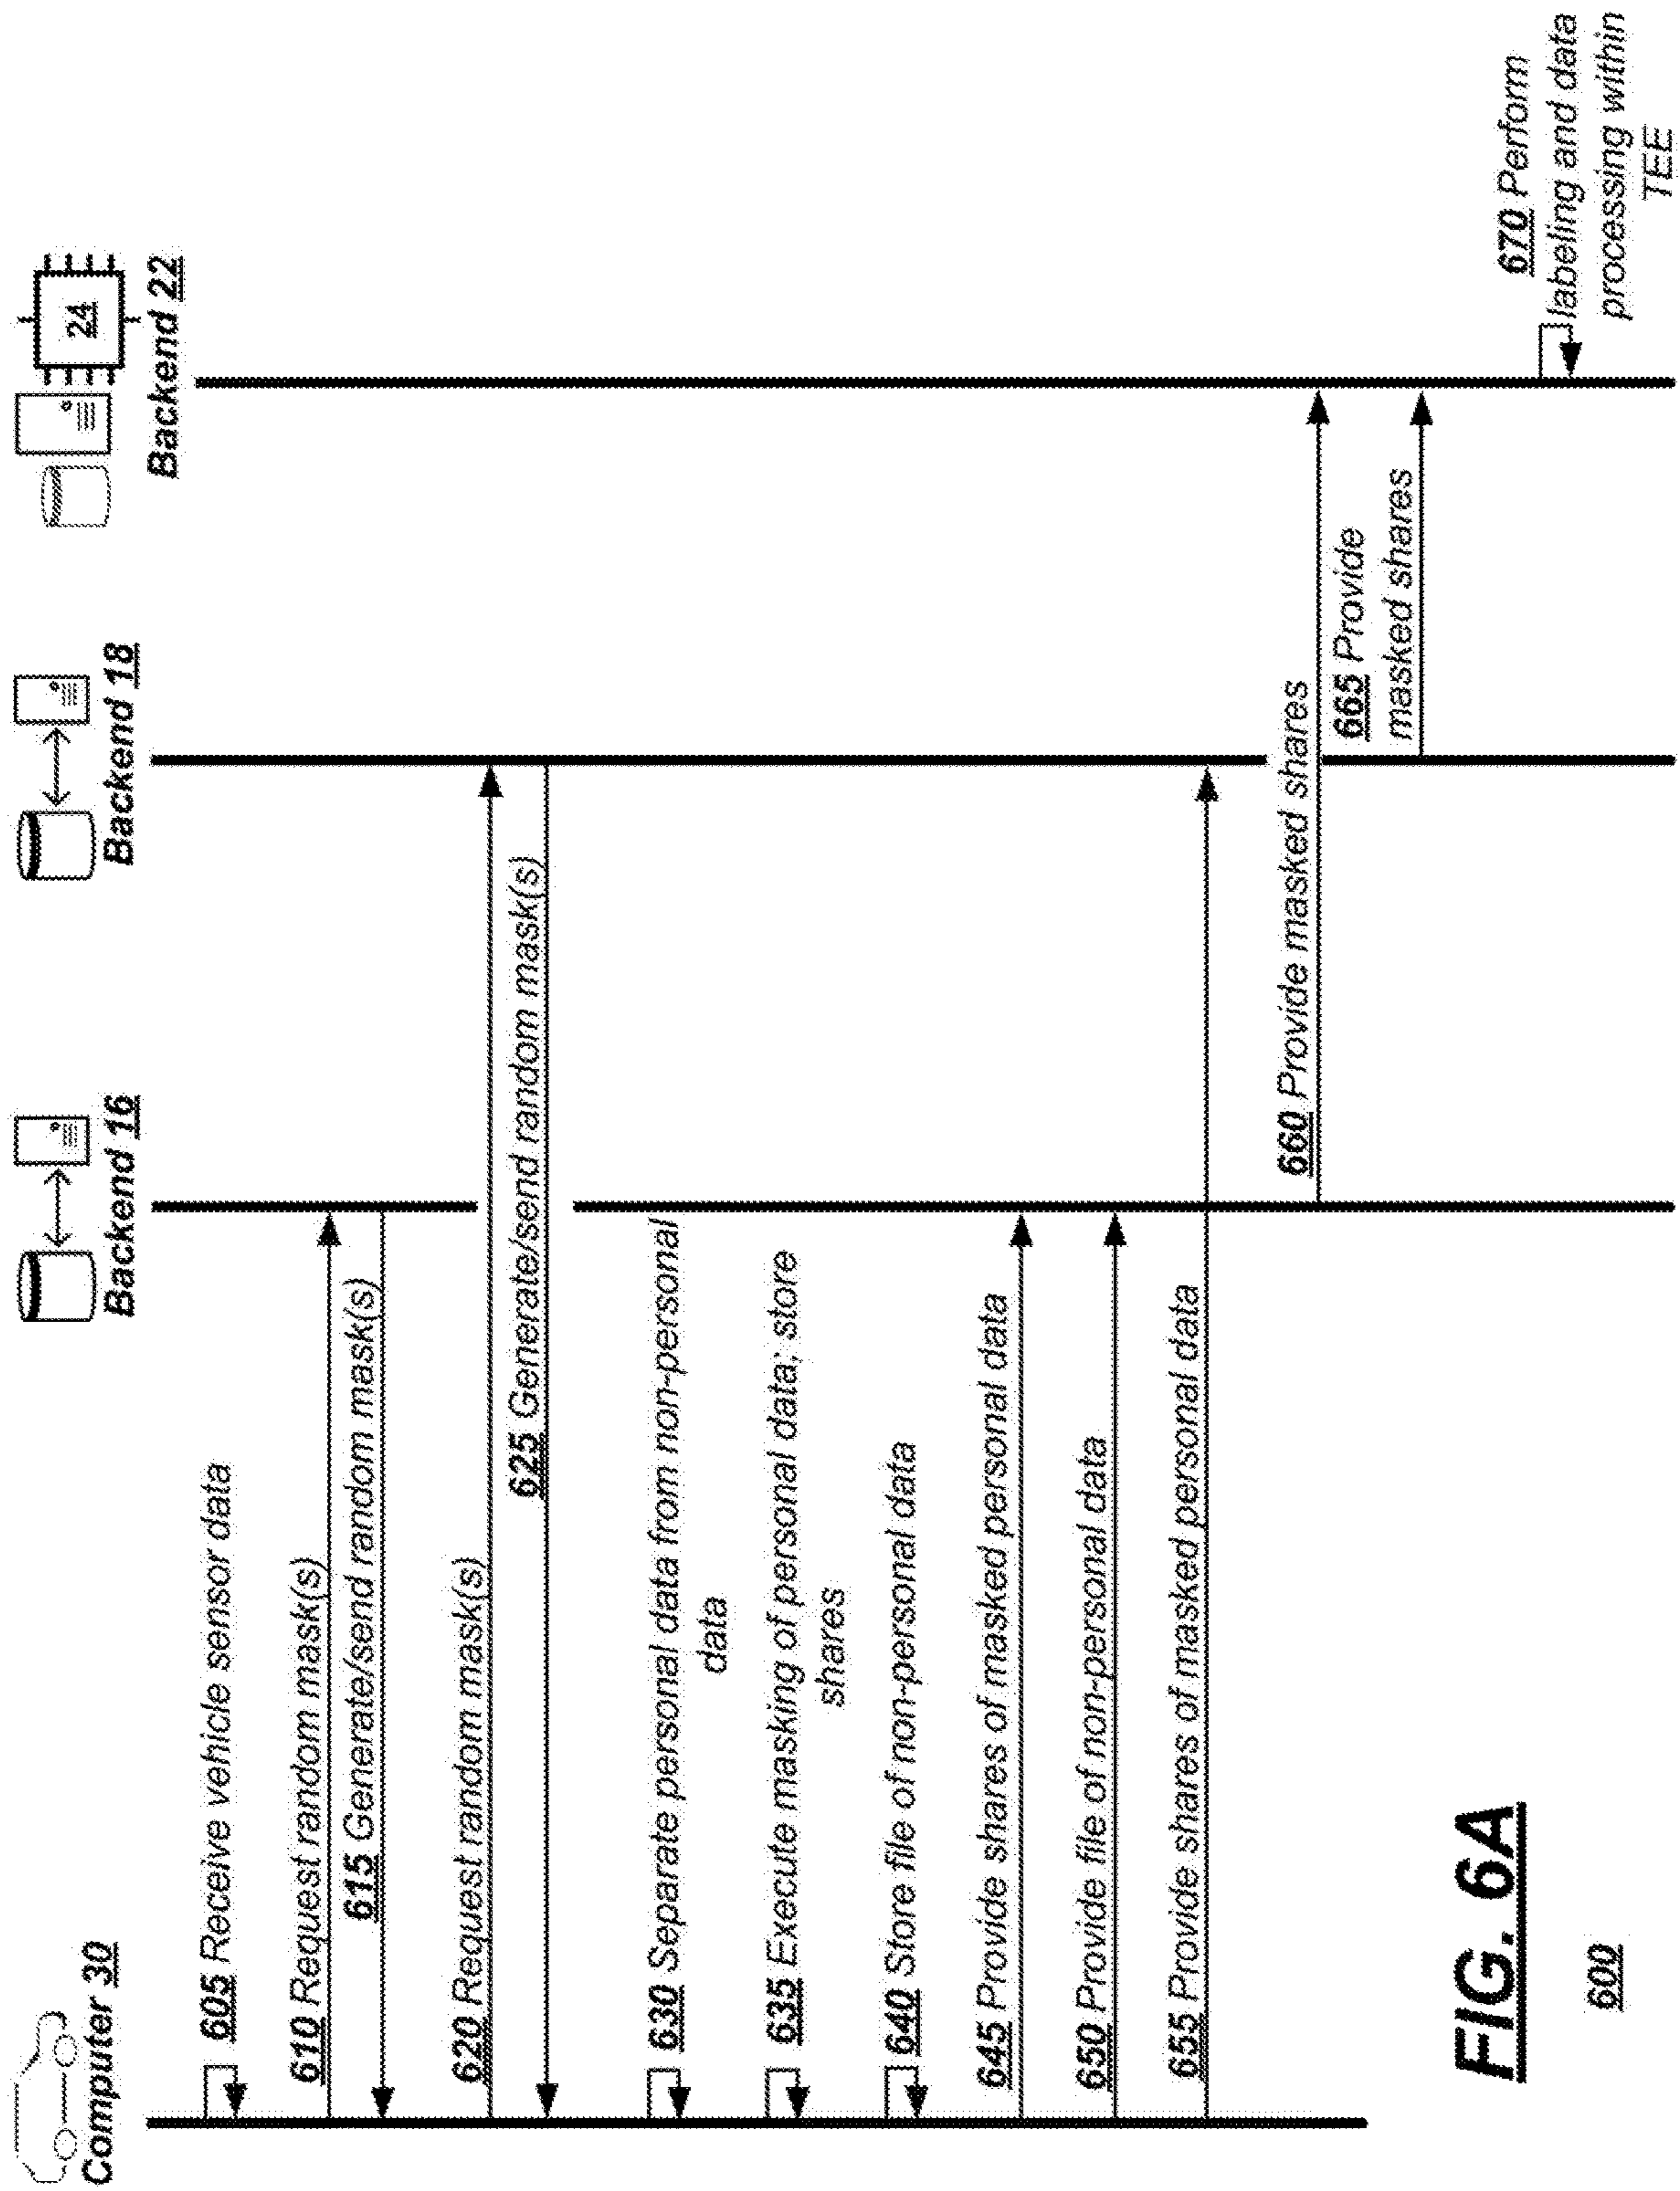 Computer 30
Backend 16
Backend 18
24
Backend 22
605 Receive vehicle sensor data
610 Request random mask(s)
615 Generate/send random mask(s)
620 Request random mask(s)
625 Generate/send random mask(s)
630 Separate personal data from non-personal
data
635 Execute masking of personal data; store
shares
640 Store file of non-personal data
645 Provide shares of masked personal data
650 Provide file of non-personal data
655 Provide shares of masked personal data
660 Provide masked shares
665 Provide
masked shares
670 Perform
labeling and data
processing within
TEE
FIG. 6A
600